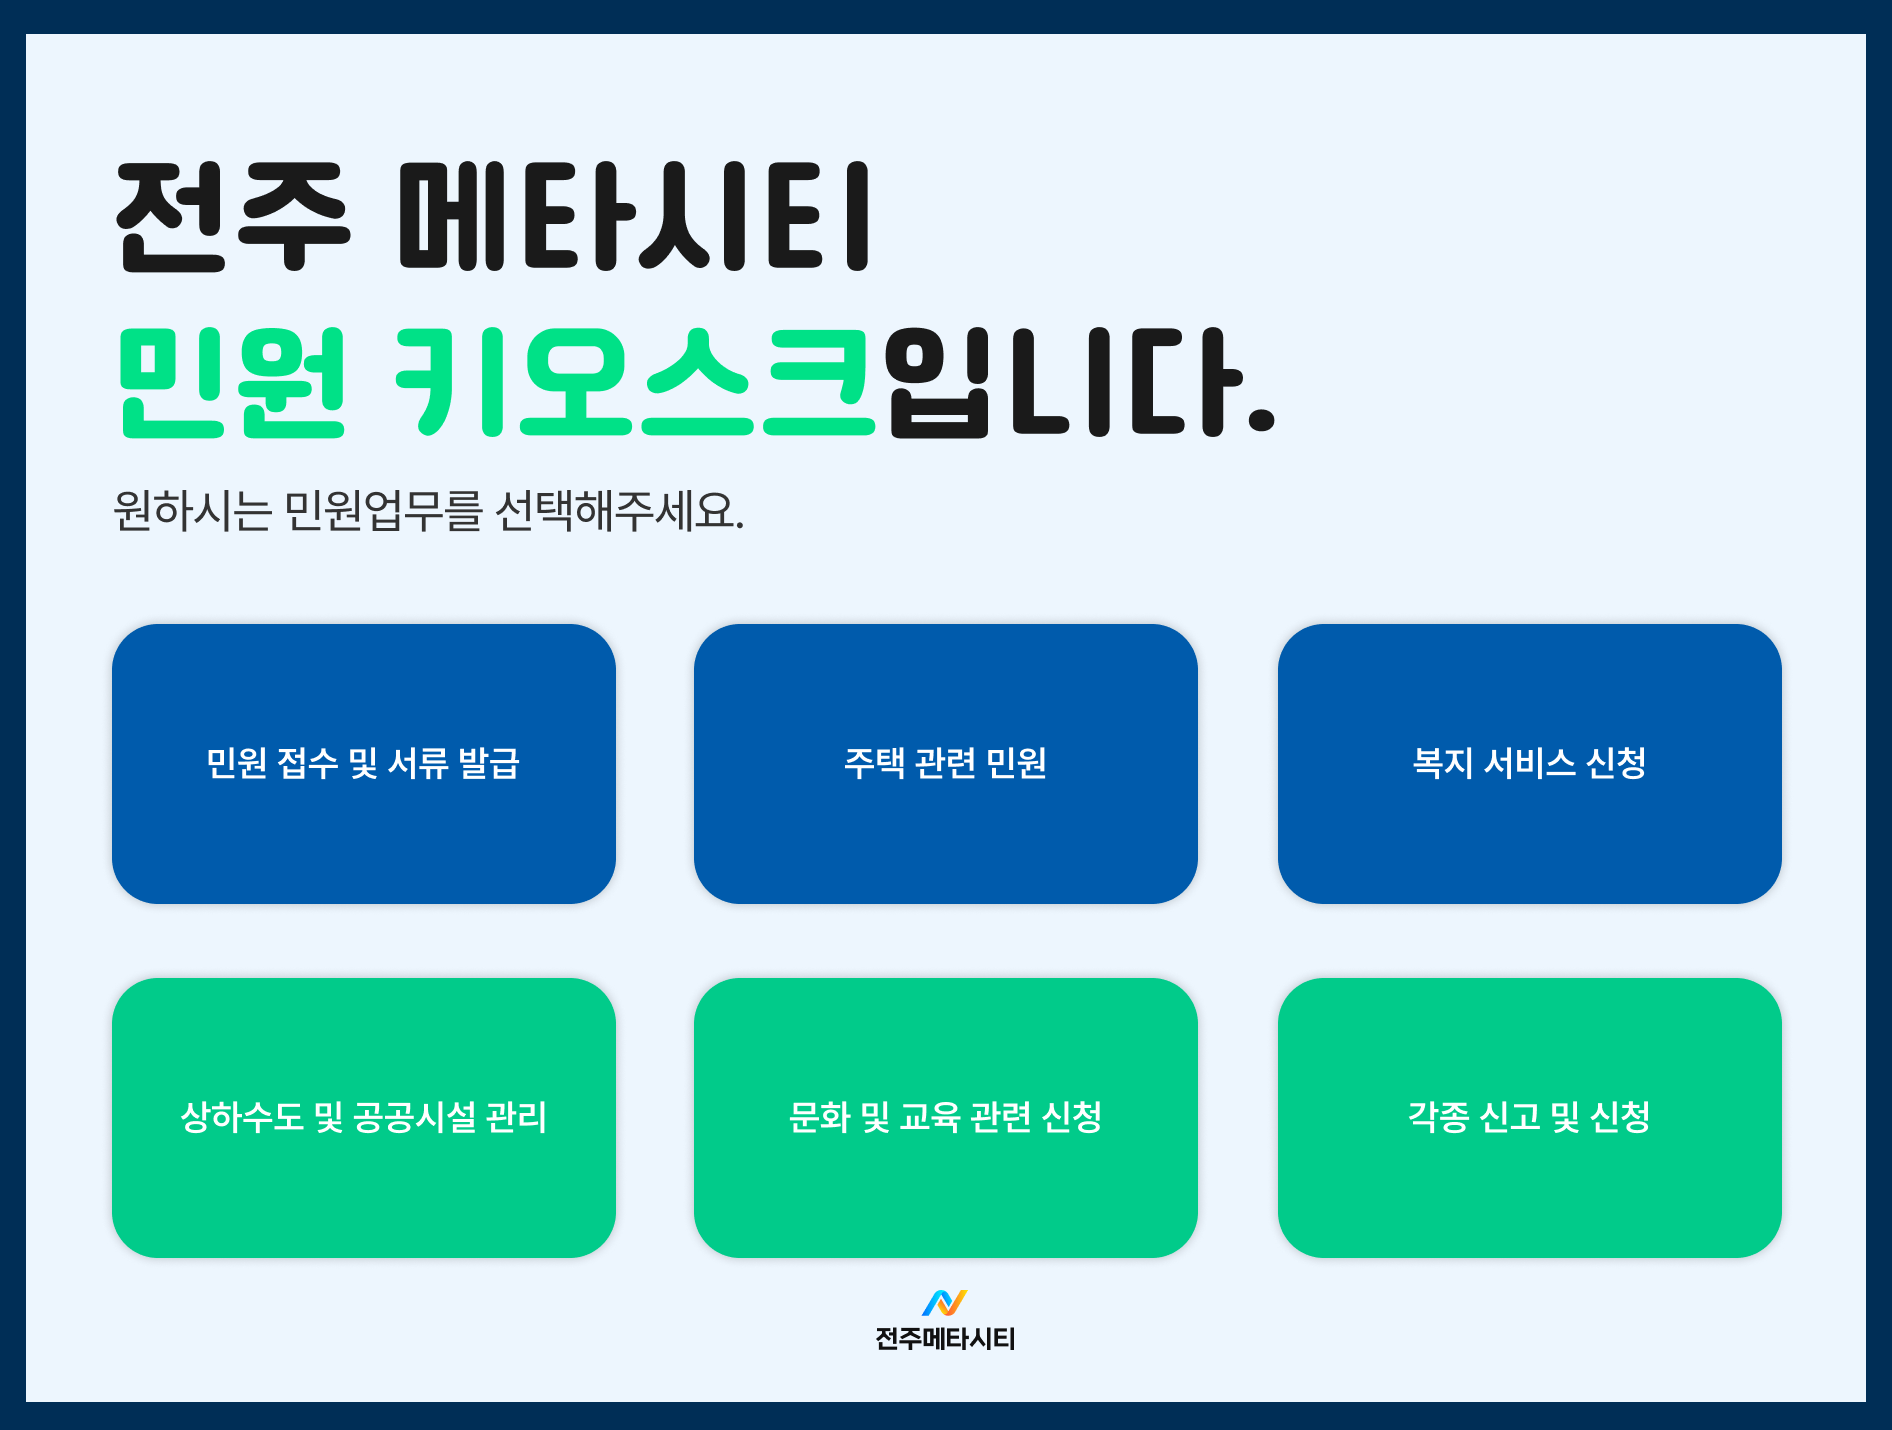 전주 메타시티
민원 키오스크입니다.
원하시는 민원업무를 선택해주세요.
민원 접수 및 서류 발급
주택 관련 민원
복지 서비스 신청
상하수도 및 공공시설 관리
문화 및 교육 관련 신청
각종 신고 및 신청
전주메타시티